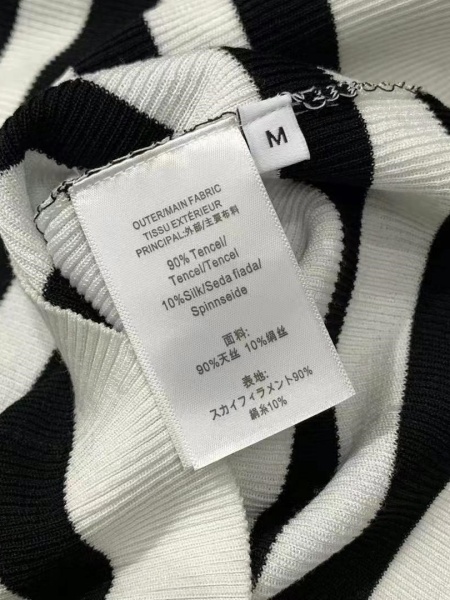 M
OUTER/MAIN FABRIC
TISSU EXTÉRIEUR
PRINCIPAL:外部/主要布料
90% Tencel/
Tencel/Tencel
10%Silk/Seda fiada/
Spinnseide
面料:
90%天丝 10%绢丝
表地:
スカイフィラメント90%
絹糸10%